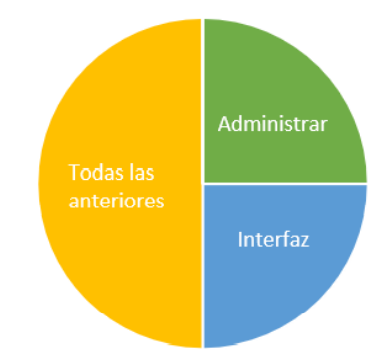 Administrar
Todas las
anteriores
Interfaz